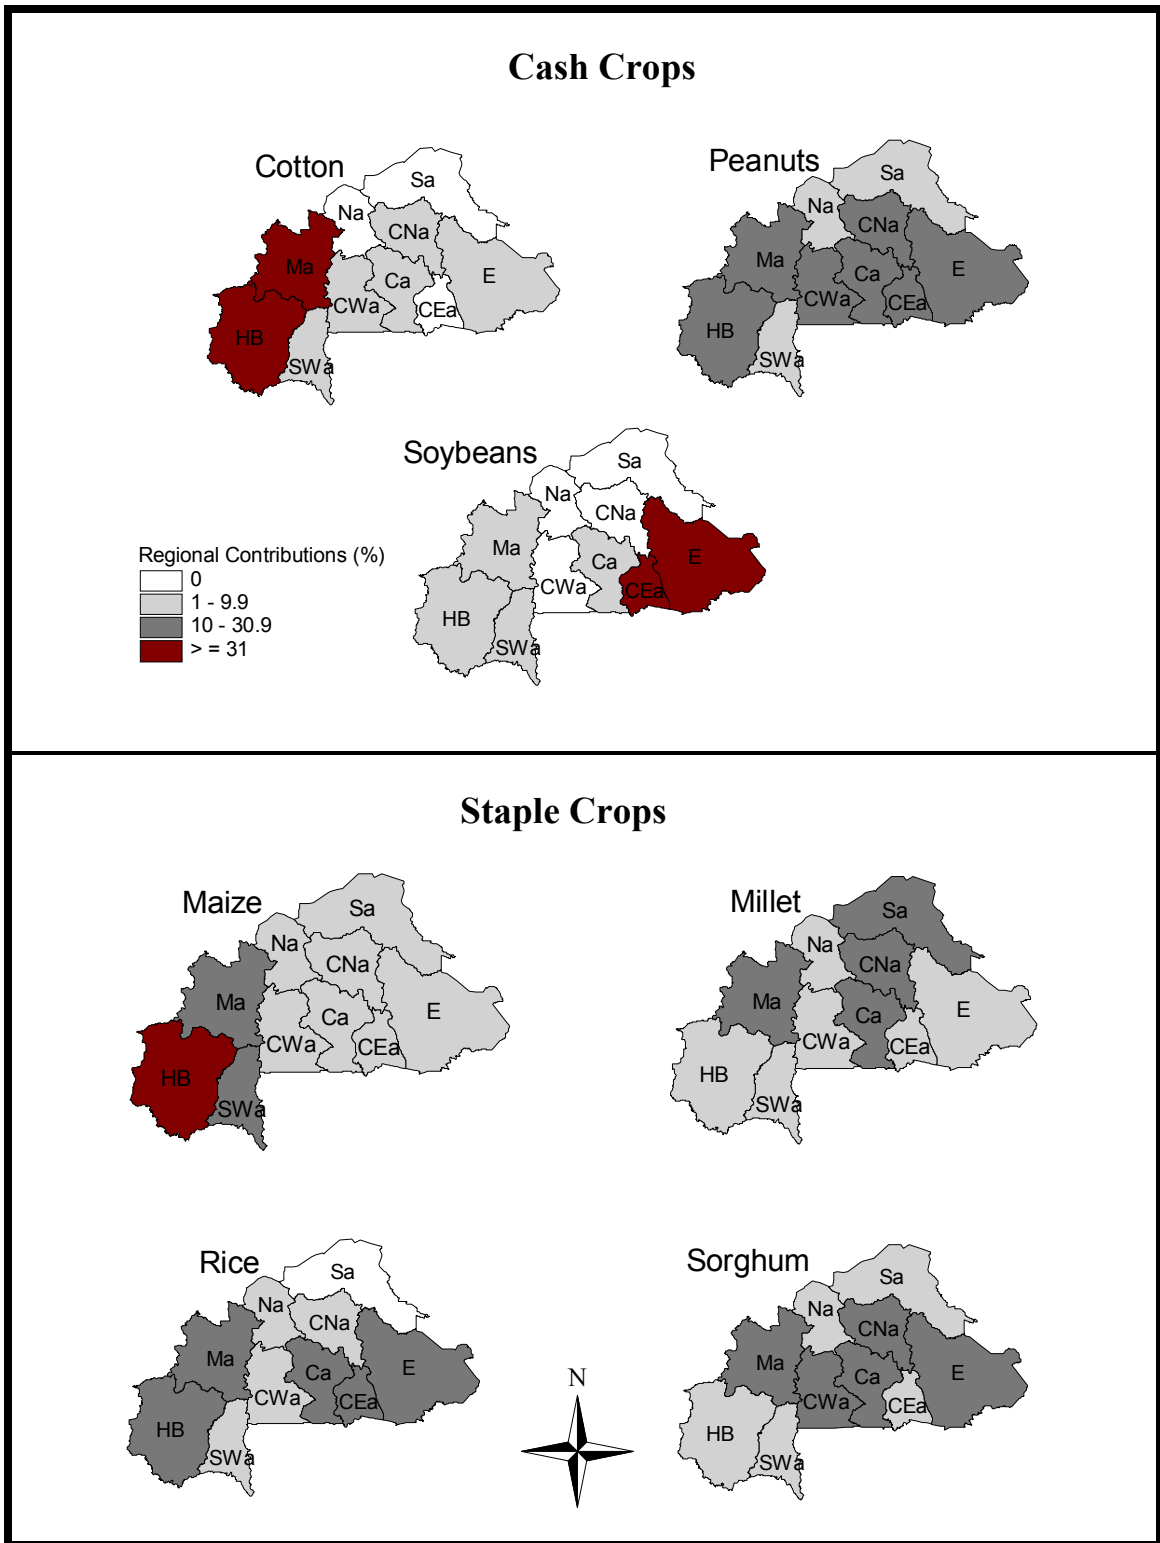 Cash Crops
Cotton
Sa
Na
CNa
Ma
Ca
E
CWa
CEa
HB
SWa
Peanuts
Sa
Na
CNa
Ma
Ca
E
CWa
CEa
HB
SWa
Soybeans
Sa
Na
CNa
Ma
Ca
E
CWa
CEa
HB
SWa
Regional Contributions (%)
0
1 - 9.9
10 - 30.9
> = 31
Staple Crops
Maize
Sa
Na
CNa
Ma
Ca
E
CWa
CEa
HB
SWa
Millet
Sa
Na
CNa
Ma
Ca
E
CWa
CEa
HB
SWa
Rice
Sa
Na
CNa
Ma
Ca
E
CWa
CEa
HB
SWa
N
Sorghum
Sa
Na
CNa
Ma
Ca
E
CWa
CEa
HB
SWa